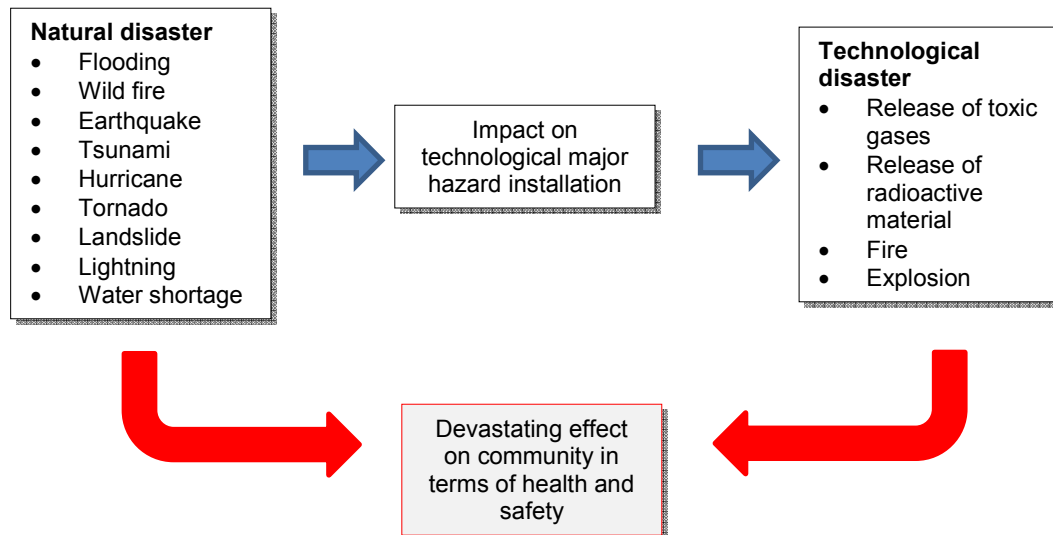 Natural disaster
• Flooding
• Wild fire
• Earthquake
• Tsunami
• Hurricane
• Tornado
• Landslide
• Lightning
• Water shortage
Impact on
technological major
hazard installation
Technological
disaster
• Release of toxic
gases
• Release of
radioactive
material
• Fire
• Explosion
Devastating effect
on community in
terms of health and
safety